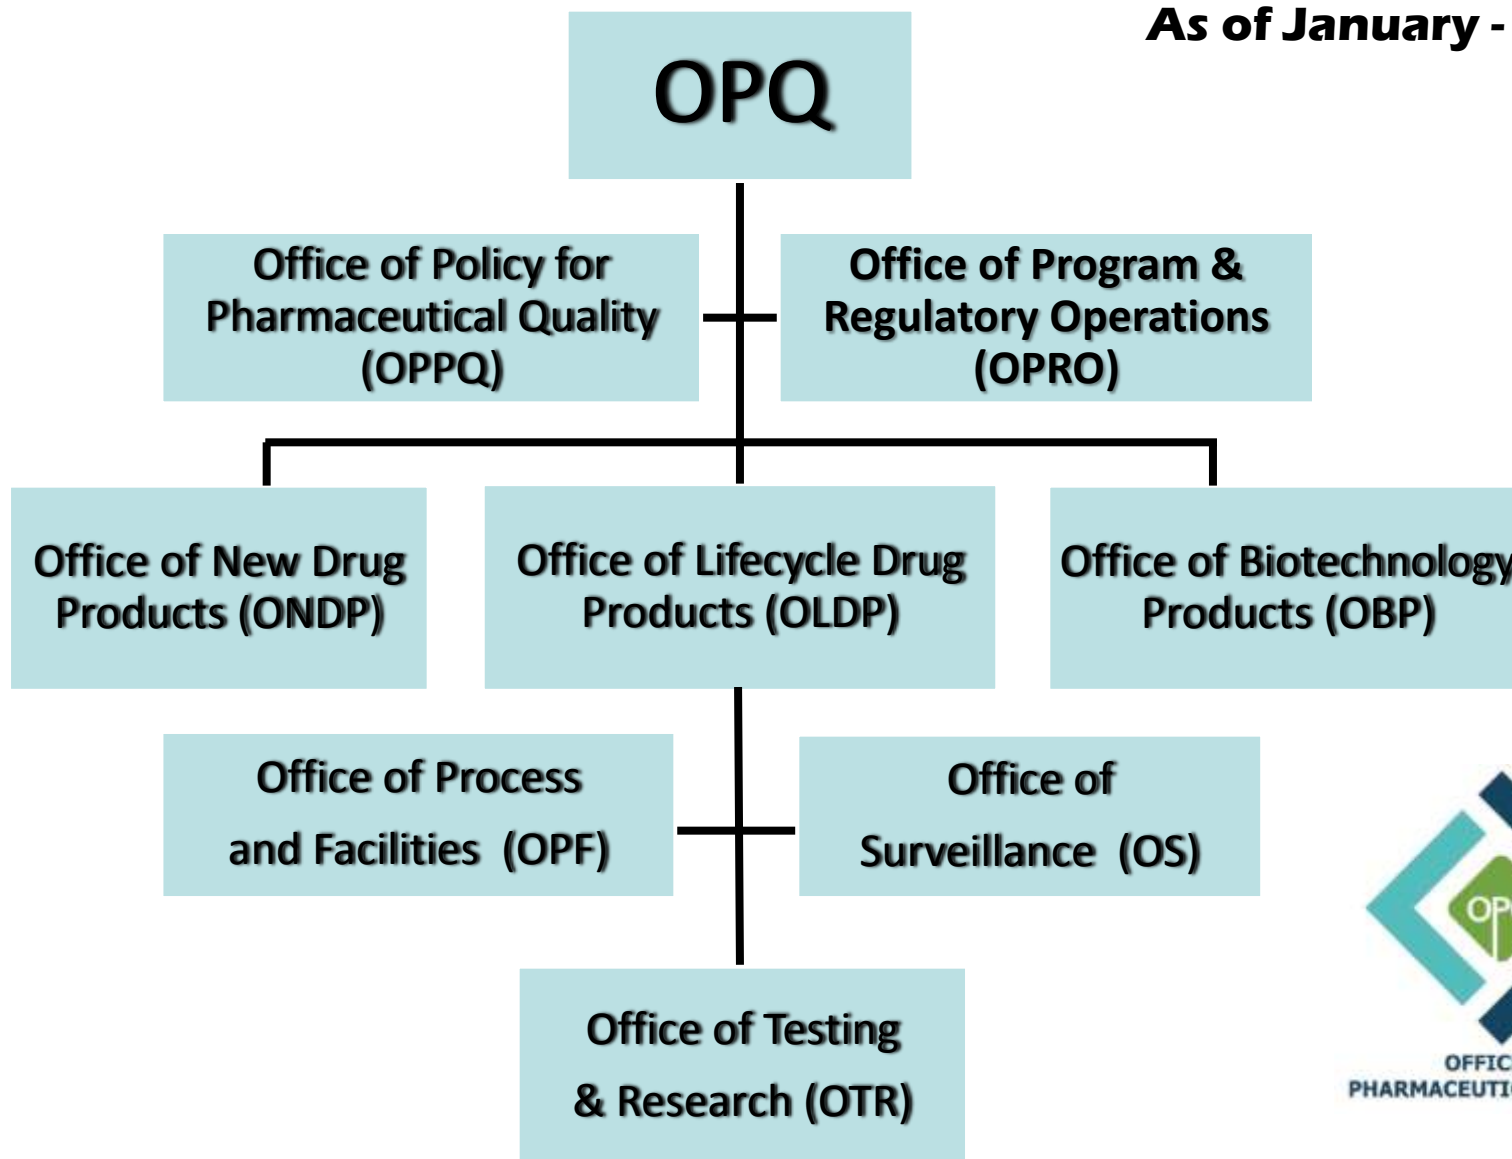 As of January -
OPQ
Office of Policy for
Pharmaceutical Quality
(OPPQ)
Office of Program &
Regulatory Operations
(OPRO)
Office of New Drug
Products (ONDP)
Office of Lifecycle Drug
Products (OLDP)
Office of Biotechnology
Products (OBP)
Office of Process
and Facilities (OPF)
Office of
Surveillance (OS)
Office of Testing
& Research (OTR)